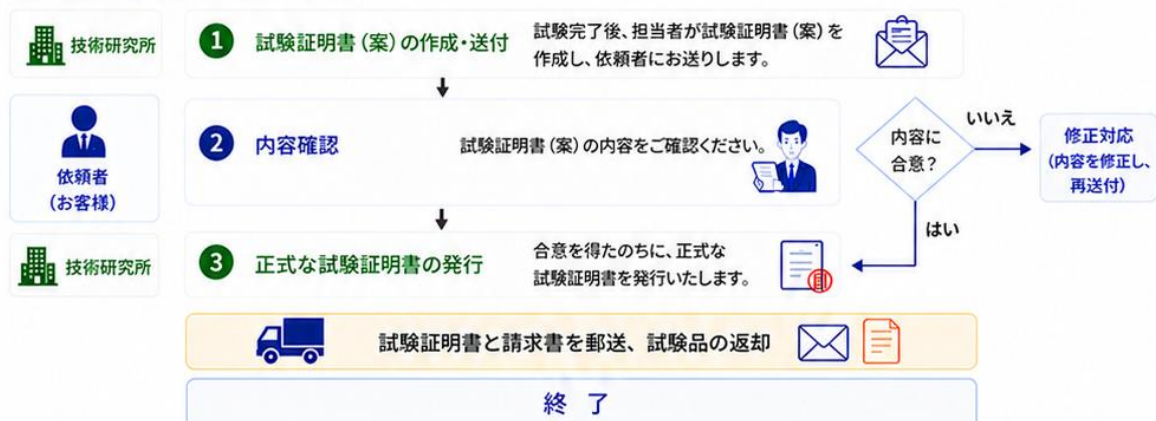 技術研究所
1 試験証明書（案）の作成・送付
試験完了後、担当者が試験証明書（案）を
作成し、依頼者にお送りします。
依頼者
（お客様）
2 内容確認
試験証明書（案）の内容をご確認ください。
内容に
合意？
いいえ
修正対応
（内容を修正し、
再送付）
はい
技術研究所
3 正式な試験証明書の発行
合意を得たのちに、正式な
試験証明書を発行いたします。
試験証明書と請求書を郵送、試験品の返却
終 了